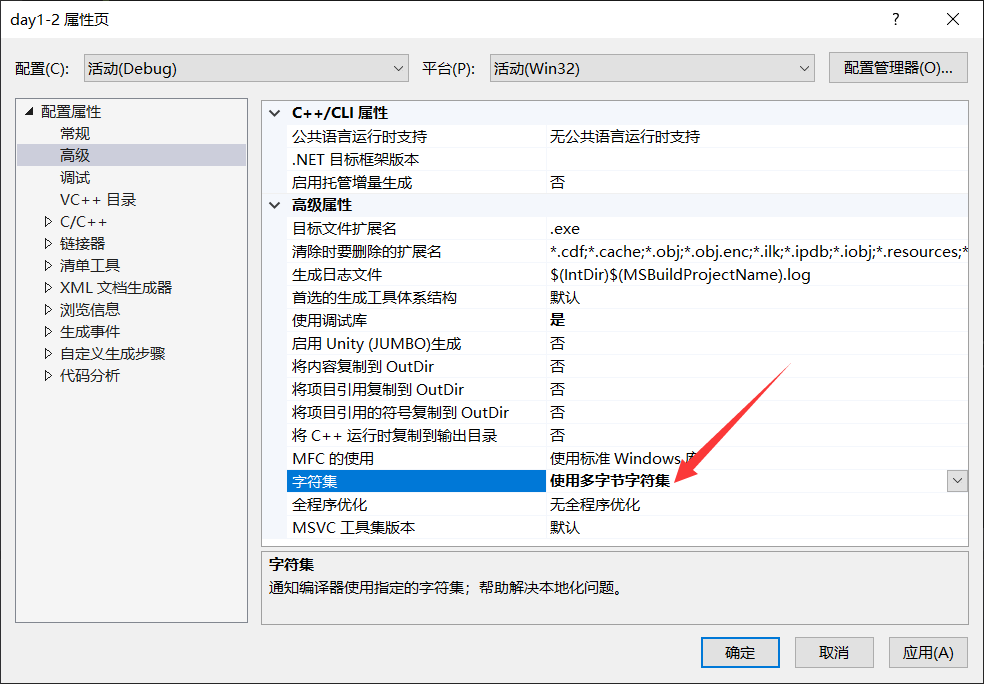 day1-2 属性页
?
配置(C): 活动(Debug) 平台(P): 活动(Win32) 配置管理器(O)...
配置属性
常规
高级
调试
VC++ 目录
C/C++
链接器
清单工具
XML 文档生成器
浏览信息
生成事件
自定义生成步骤
代码分析
C++/CLI 属性
公共语言运行时支持 无公共语言运行时支持
.NET 目标框架版本
启用托管增量生成 否
高级属性
目标文件扩展名 .exe
清除时要删除的扩展名 *.cdf;*.cache;*.obj;*.obj.enc;*.ilk;*.ipdb;*.iobj;*.resources;*
生成日志文件 $(IntDir)$(MSBuildProjectName).log
首选的生成工具体系结构 默认
使用调试库 是
启用 Unity (JUMBO)生成 否
将内容复制到 OutDir 否
将项目引用复制到 OutDir 否
将项目引用的符号复制到 OutDir 否
将 C++ 运行时复制到输出目录 否
MFC 的使用 使用标准 Windows 库
字符集 使用多字节字符集
全程序优化 无全程序优化
MSVC 工具集版本 默认
字符集
通知编译器使用指定的字符集；帮助解决本地化问题。
确定 取消 应用(A)